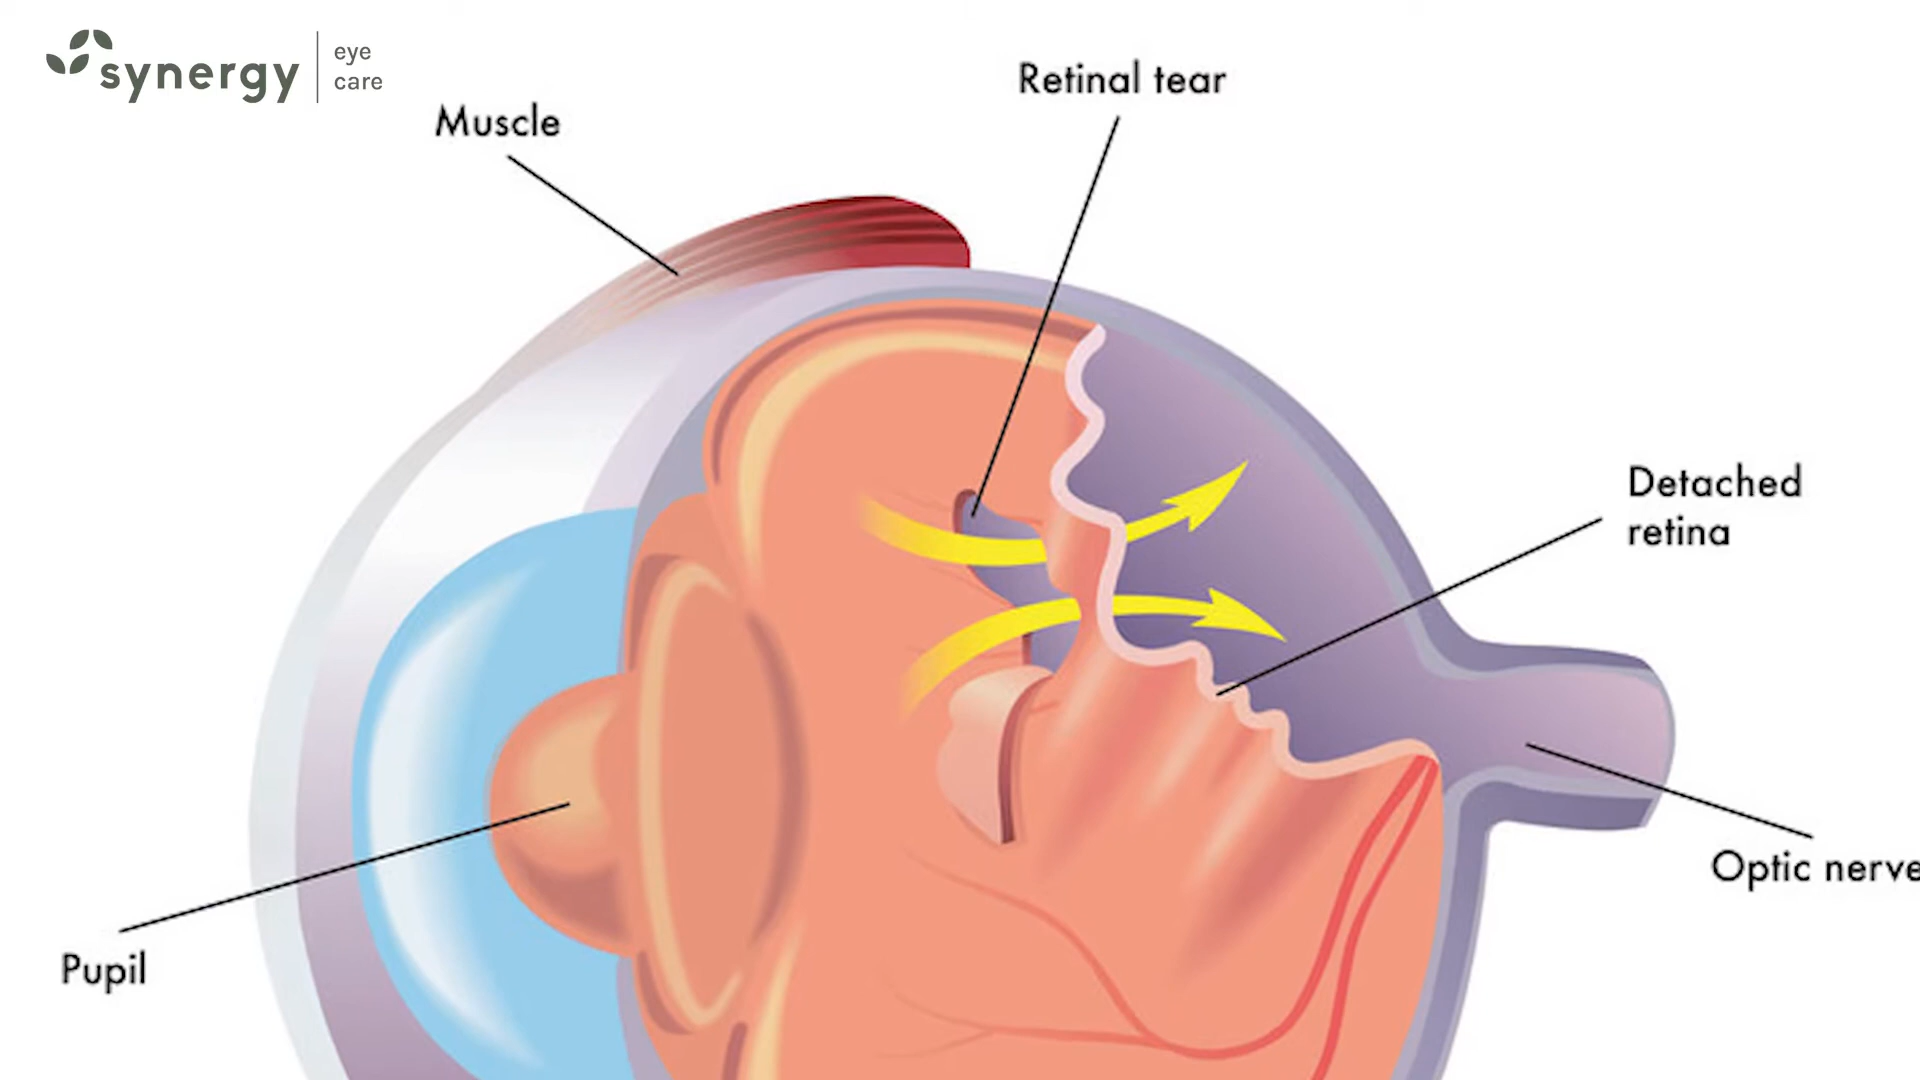 synergy
eye
care
Muscle
Retinal tear
Detached
retina
Optic nerve
Pupil